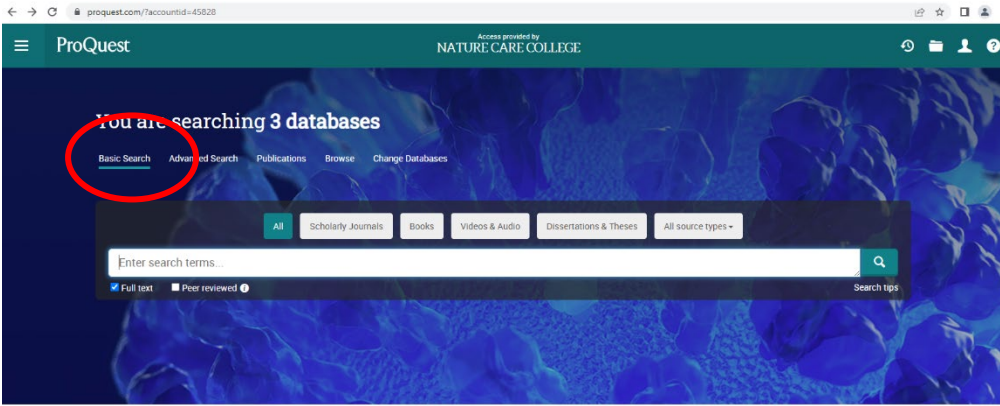 proquest.com/?accountid=45828
ProQuest
Access provided by
NATURE CARE COLLEGE
You are searching 3 databases
Basic Search Advanced Search Publications Browse Change Databases
All Scholarly Journals Books Videos & Audio Dissertations & Theses All source types
Enter search terms...
Full text Peer reviewed Search tips